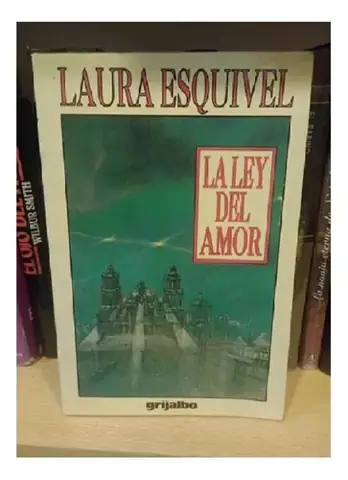 LAURA ESQUIVEL
LA LEY
DEL
AMOR
grijalbo
WILBUR SMITH